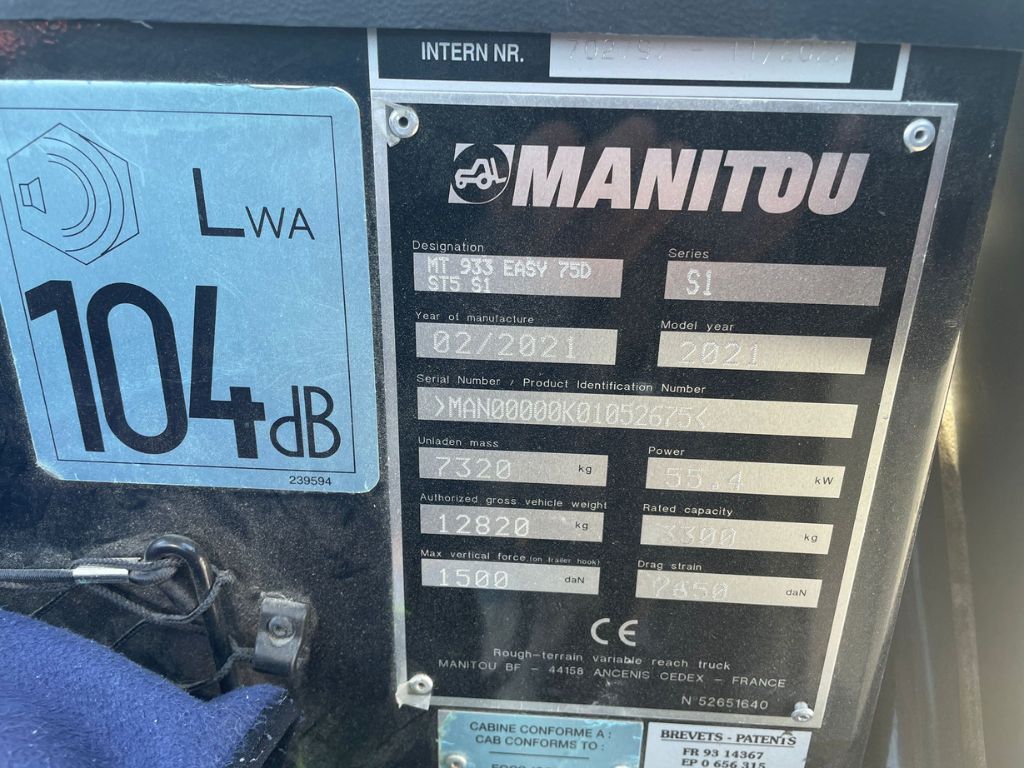 INTERN NR.
LWA
104 dB
239594
MANITOU
Designation
MT 933 EASY 75D
ST5 S1
Series
S1
Year of manufacture
02/2021
Model year
2021
Serial Number / Product Identification Number
>MAN00000K01052675<
Unladen mass
7320 kg
Power
55.4 kW
Authorized gross vehicle weight
12820 kg
Rated capacity
3300 kg
Max vertical force (on trailer hook)
1500 daN
Drag strain
daN
CE
Rough-terrain variable reach truck
MANITOU BF - 44158 ANCENIS CEDEX - FRANCE
N 52651640
CABINE CONFORME A :
CAB CONFORMS TO :
BREVETS - PATENTS
FR 93 14367
EP 0 656 315